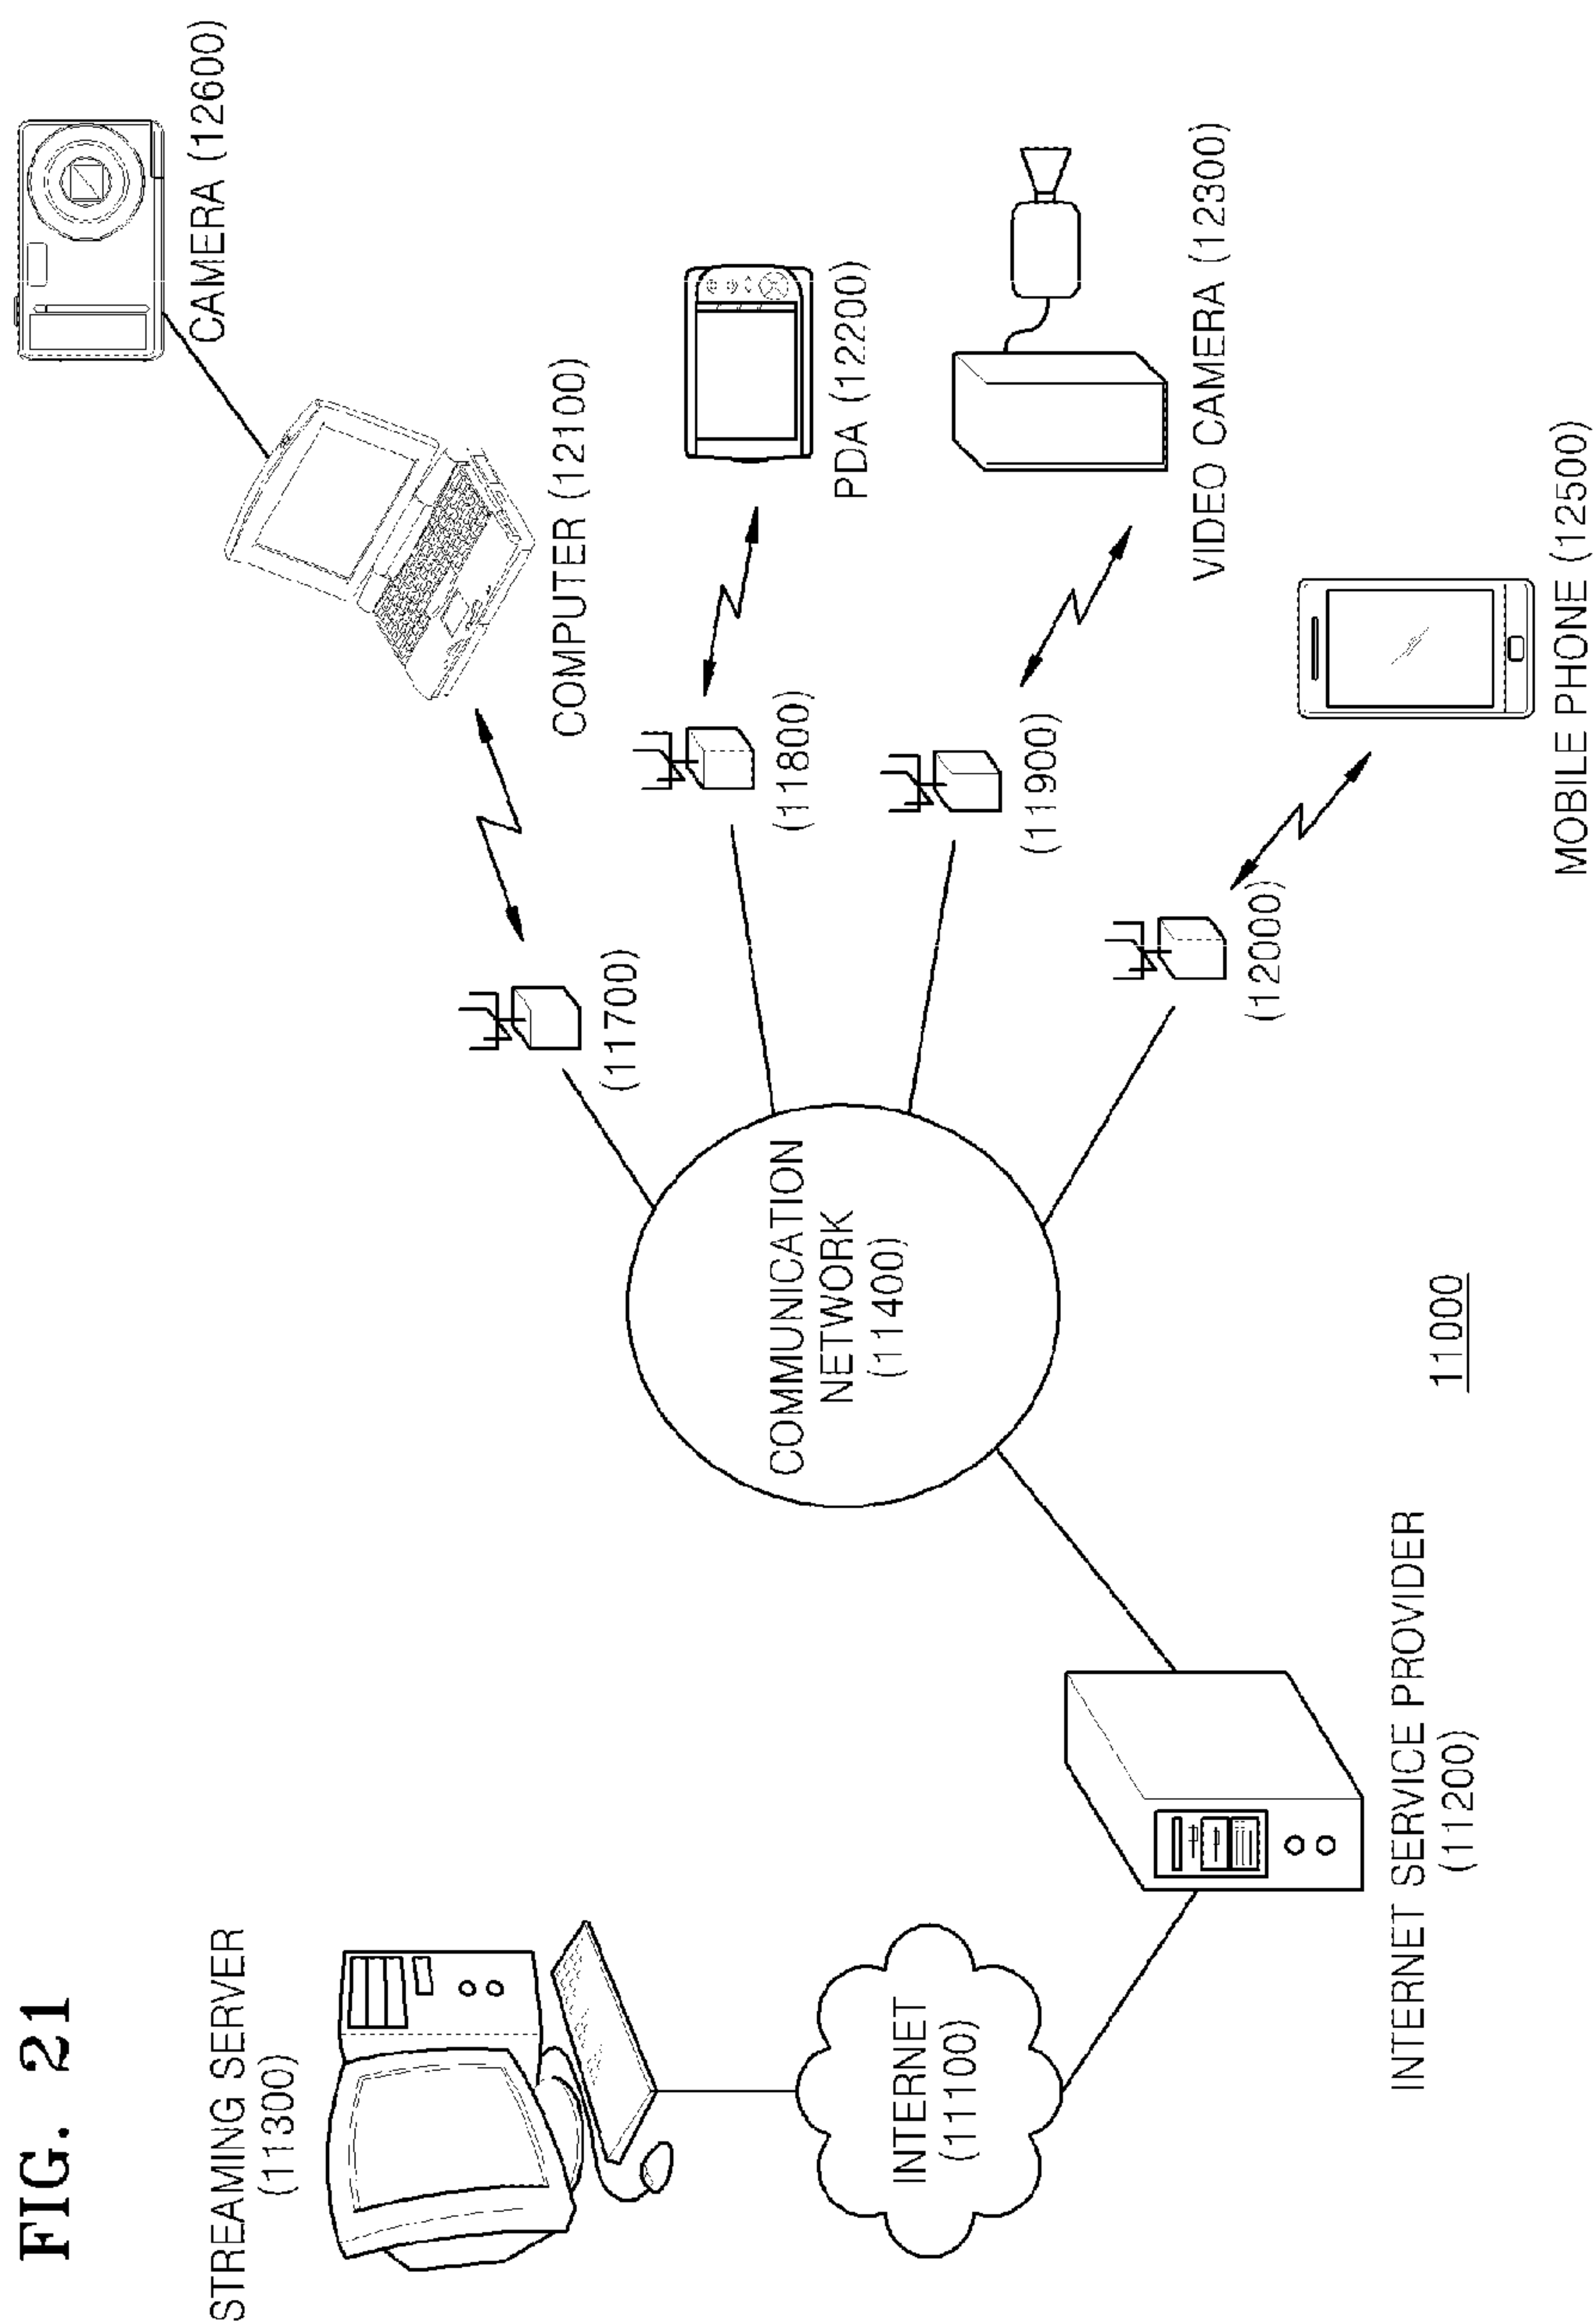 FIG. 21
STREAMING SERVER
(11300)
INTERNET
(11100)
INTERNET SERVICE PROVIDER
(11200)
COMMUNICATION
NETWORK
(11400)
11000
(11700)
(11800)
(11900)
(12000)
CAMERA (12600)
COMPUTER (12100)
PDA (12200)
VIDEO CAMERA (12300)
MOBILE PHONE (12500)